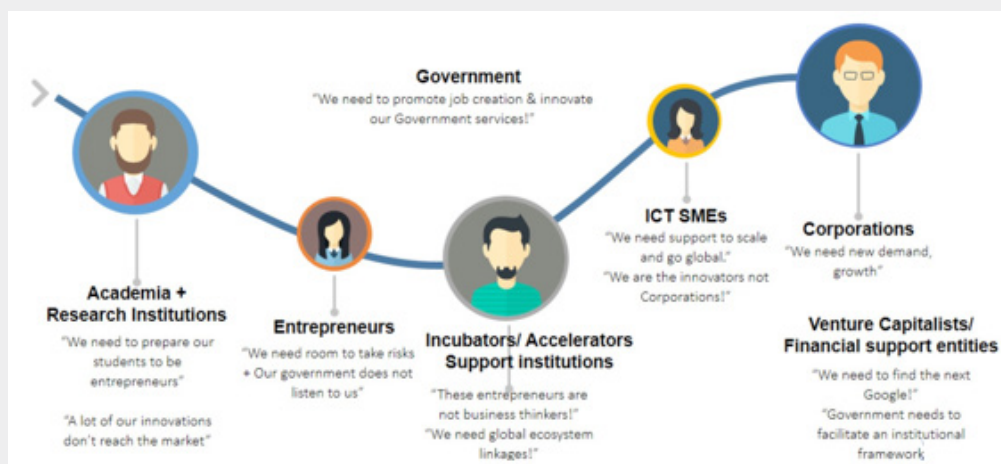 Government
"We need to promote job creation & innovate
our Government services!"
Academia +
Research Institutions
"We need to prepare our
students to be
entrepreneurs"
"A lot of our innovations
don't reach the market"
Entrepreneurs
"We need room to take risks
+ Our government does not
listen to us"
Incubators/ Accelerators
Support institutions
"These entrepreneurs are
not business thinkers!"
"We need global ecosystem
linkages!"
ICT SMEs
"We need support to scale
and go global."
"We are the innovators not
Corporations!"
Corporations
"We need new demand,
growth"
Venture Capitalists/
Financial support entities
"We need to find the next
Google!"
"Government needs to
facilitate an institutional
framework